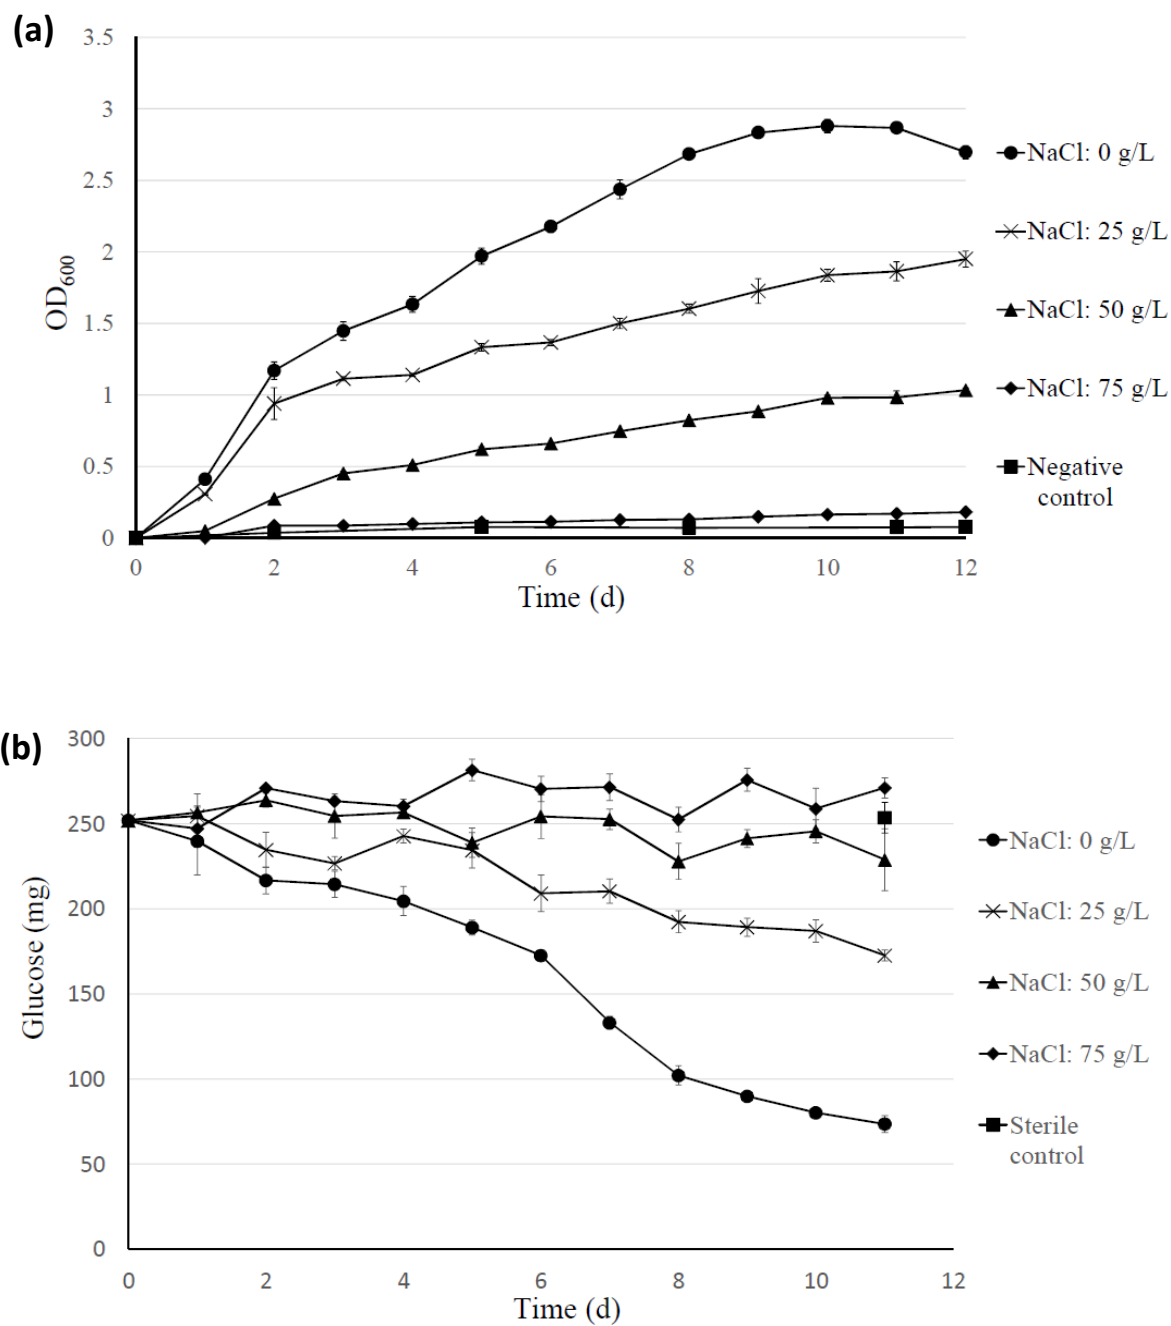 (a)
3.5
3
2.5
2
1.5
1
0.5
0
OD600
0 2 4 6 8 10 12
Time (d)
NaCl: 0 g/L
NaCl: 25 g/L
NaCl: 50 g/L
NaCl: 75 g/L
Negative
control
(b)
300
250
200
150
100
50
0
Glucose (mg)
0 2 4 6 8 10 12
Time (d)
NaCl: 0 g/L
NaCl: 25 g/L
NaCl: 50 g/L
NaCl: 75 g/L
Sterile
control